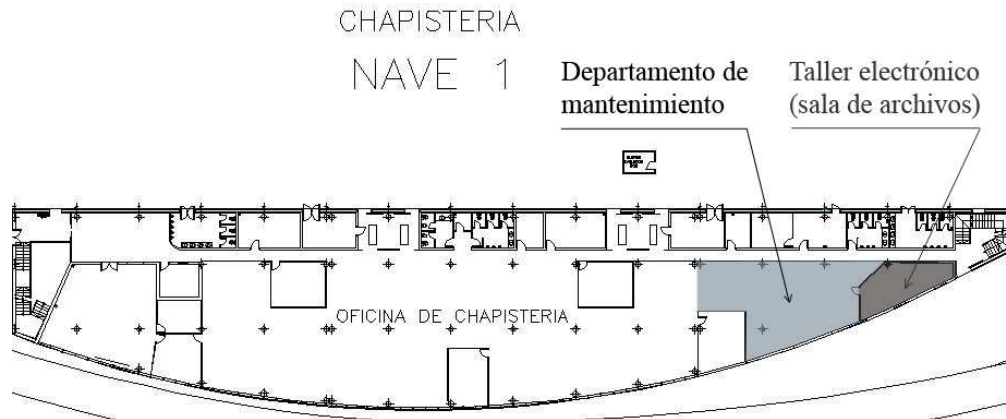 CHAPISTERIA
NAVE 1
Departamento de
mantenimiento
Taller electrónico
(sala de archivos)
OFICINA DE CHAPISTERIA